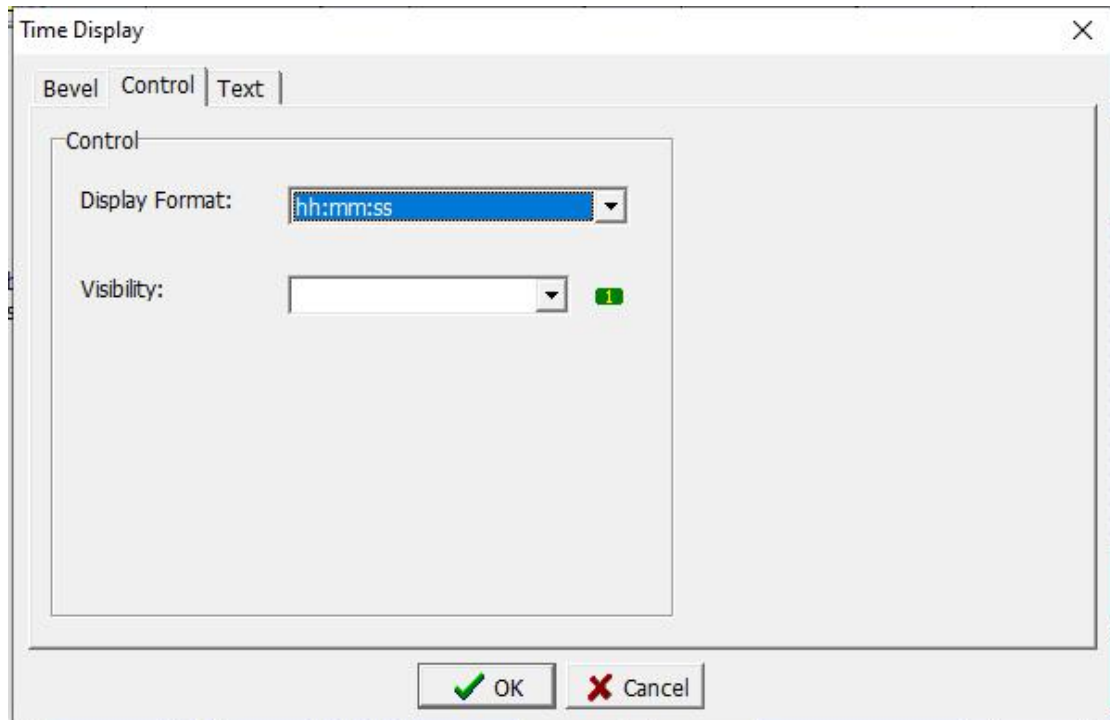 Time Display
Bevel Control Text
Control
Display Format: hh:mm:ss
Visibility: 1
OK Cancel